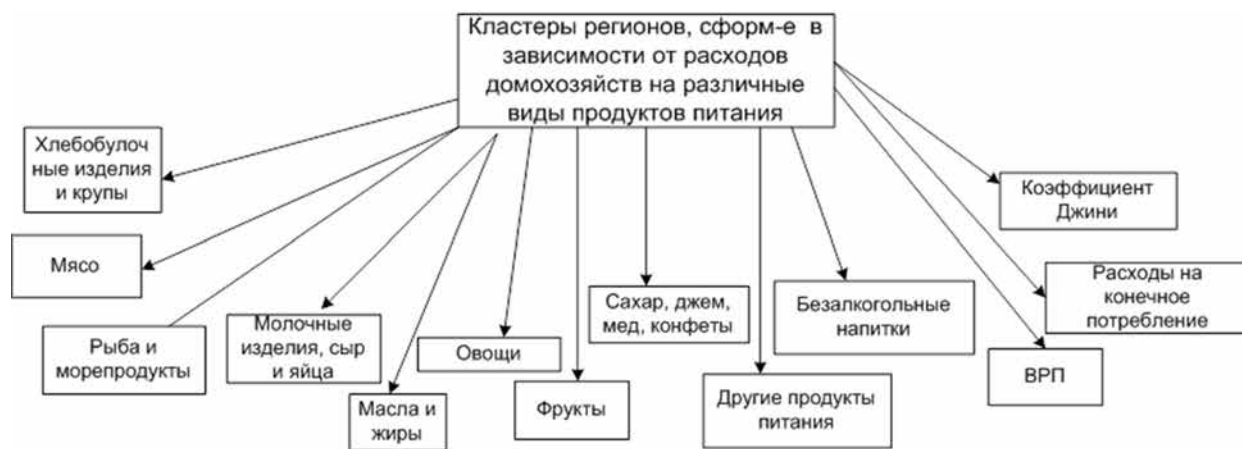 Кластеры регионов, сформ-е в
зависимости от расходов
домохозяйств на различные
виды продуктов питания
Хлебобулоч
ные изделия
и крупы
Мясо
Рыба и
морепродукты
Молочные
изделия, сыр
и яйца
Масла и
жиры
Овощи
Фрукты
Сахар, джем,
мед, конфеты
Другие продукты
питания
Безалкогольные
напитки
Коэффициент
Джини
Расходы на
конечное
потребление
ВРП